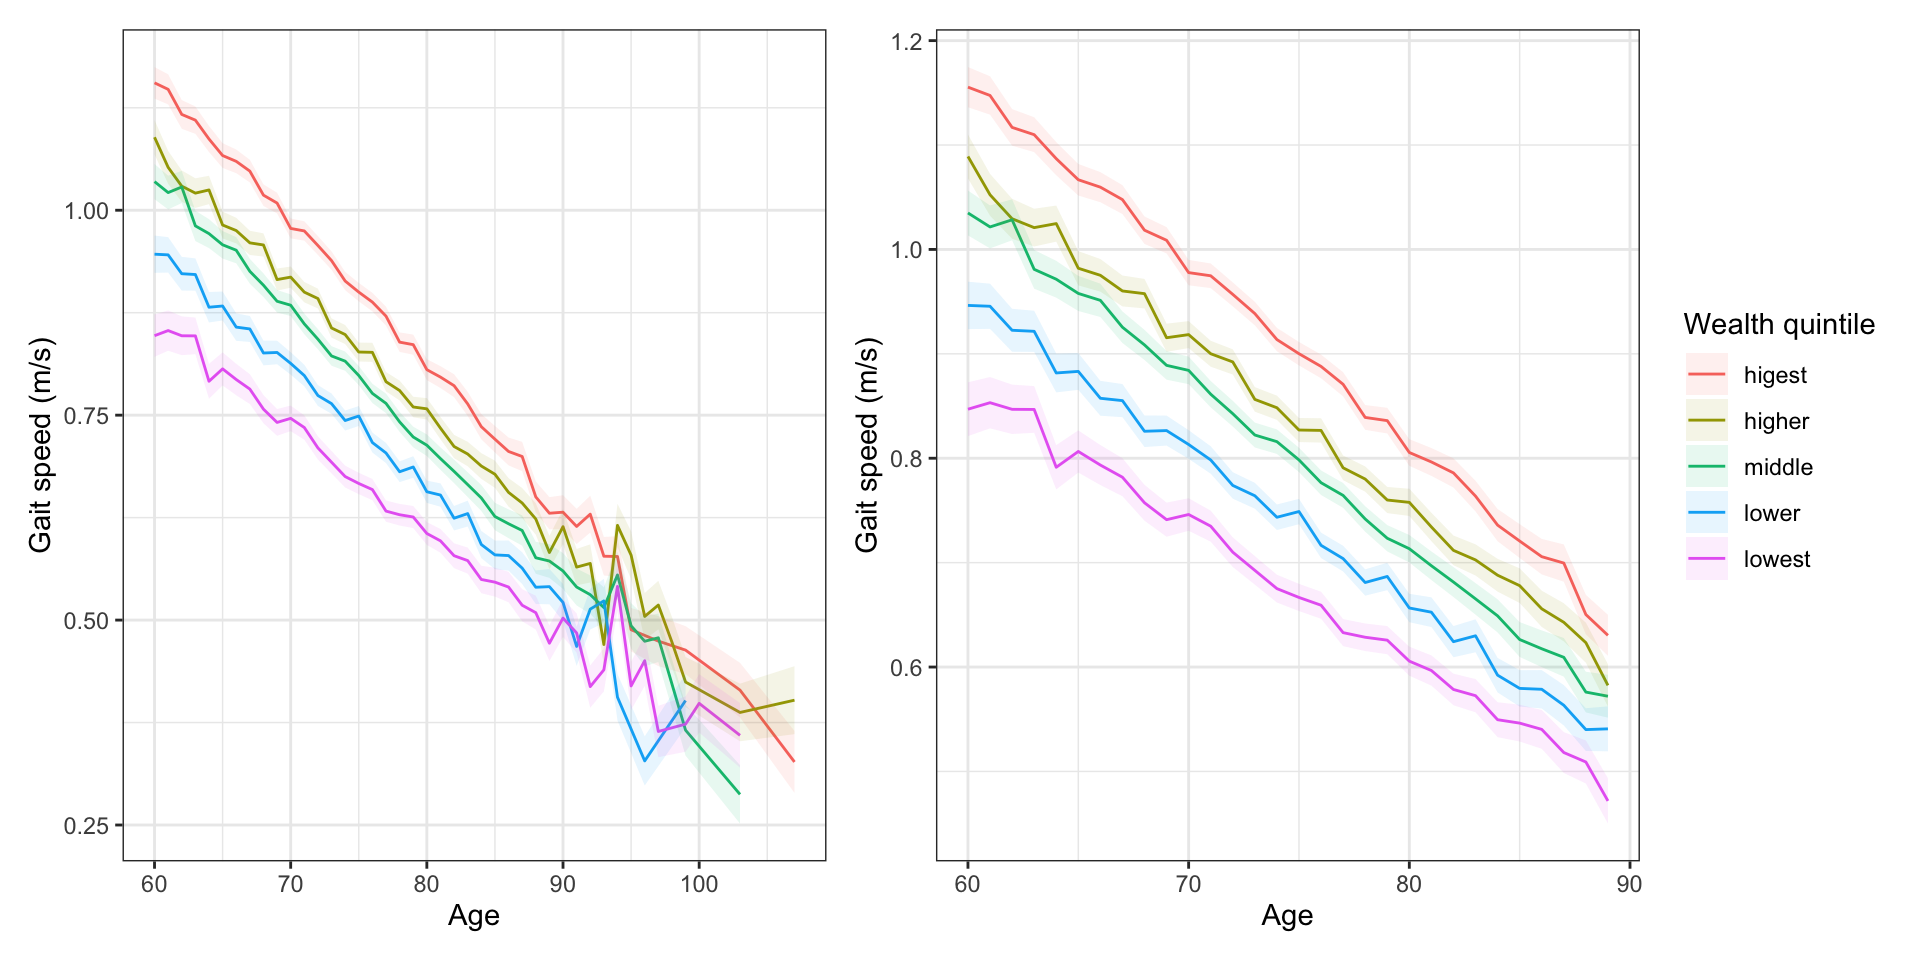 Gait speed (m/s)
1.00
0.75
0.50
0.25
60 70 80 90 100
Age
Gait speed (m/s)
1.2
1.0
0.8
0.6
60 70 80 90
Age
Wealth quintile
higest
higher
middle
lower
lowest